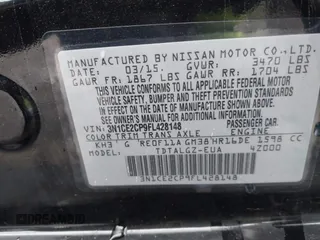 MANUFACTURED BY NISSAN MOTOR CO.,LTD.
DATE 03/15. GVWR: 3470 LBS
GAWR FR: 1867 LBS GAWR RR: 1704 LBS
THIS VEHICLE CONFORMS TO ALL APPLICABLE FEDERAL MOTOR
VEHICLE SAFETY, BUMPER, AND THEFT PREVENTION STANDARDS
IN EFFECT ON THE DATE OF MANUFACTURE SHOWN ABOVE.
SEE OWNER'S MANUAL FOR ADDITIONAL INFORMATION
VIN: 3N1CE2CP9FL428148 PASSENGER CAR
COLOR TRIM TRANS AXLE ENGINE
KH3 G RE0F11A GM38 HR16DE 1598 CC
TDTALGZ-EUA 4Z000
3N1CE2CP9FL428148